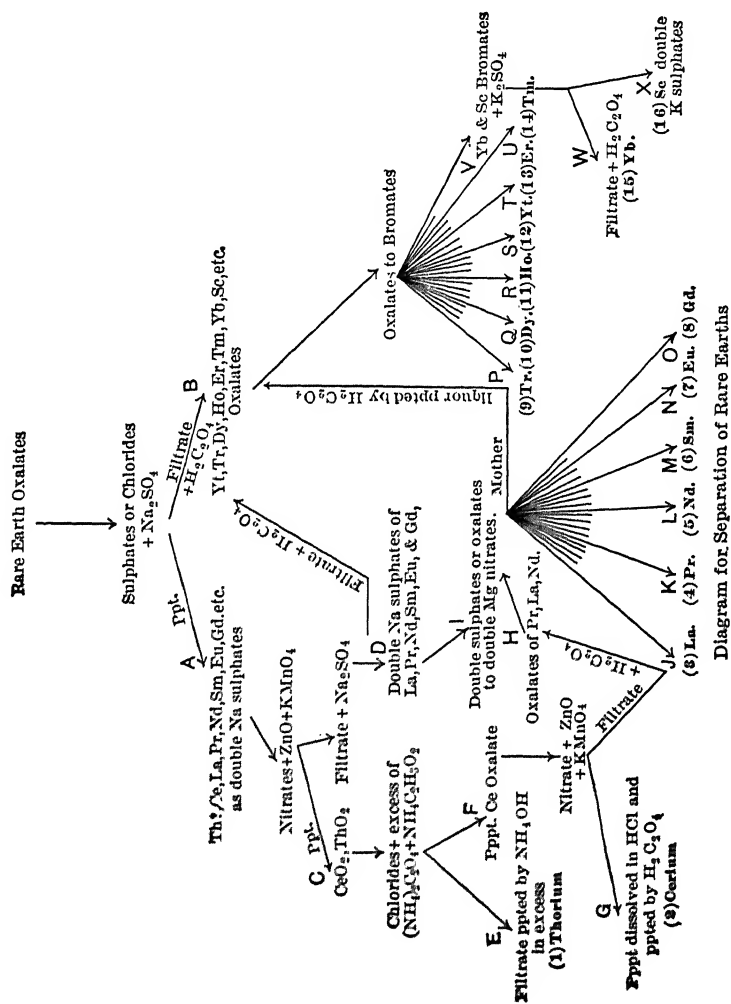 Rare Earth Oxalates
Sulphates or Chlorides
+ Na2SO4
A
Ppt.
Filtrate
+H2C2O4
B
Th?,Ce,La,Pr,Nd,Sm,Eu,Gd.etc.
as double Na sulphates
Yt,Tr,Dy,Ho,Er,Tm,Yb,Sc,etc.
Oxalates
Nitrates+ZnO+KMnO4
C
Ppt.
CeO2,ThO2
Filtrate + Na2SO4
Filtrate + H2C2O4
D
Double Na sulphates of
La,Pr,Nd,Sm,Eu, & Gd,
Chlorides+ excess of
(NH4)2C2O4+NH4C2H3O2
E
F
Filtrate ppted by NH4OH
in excess
(1) Thorium
Pppt. Ce Oxalate
Nitrate + ZnO
+ KMnO4
G
Pppt dissolved in HCl and
ppted by H2C2O4
(2) Cerium
Filtrate
+ H2C2O4
H
Oxalates of Pr,La,Nd.
I
Double sulphates or oxalates
to double Mg nitrates.
Mother
liquor ppted by H2C2O4
J
K
L
M
N
O
(3) La.
(4) Pr.
(5) Nd.
(6) Sm.
(7) Eu.
(8) Gd.
Oxalates to Bromates
P
Q
R
S
T
U
V
(9)Tr.(10)Dy.(11)Ho.(12)Yt.(13)Er.(14)Tm.
Yb & Sc Bromates
+ K2SO4
W
X
Filtrate + H2C2O4
(15) Yb.
(16) Sc double
K sulphates
Diagram for Separation of Rare Earths